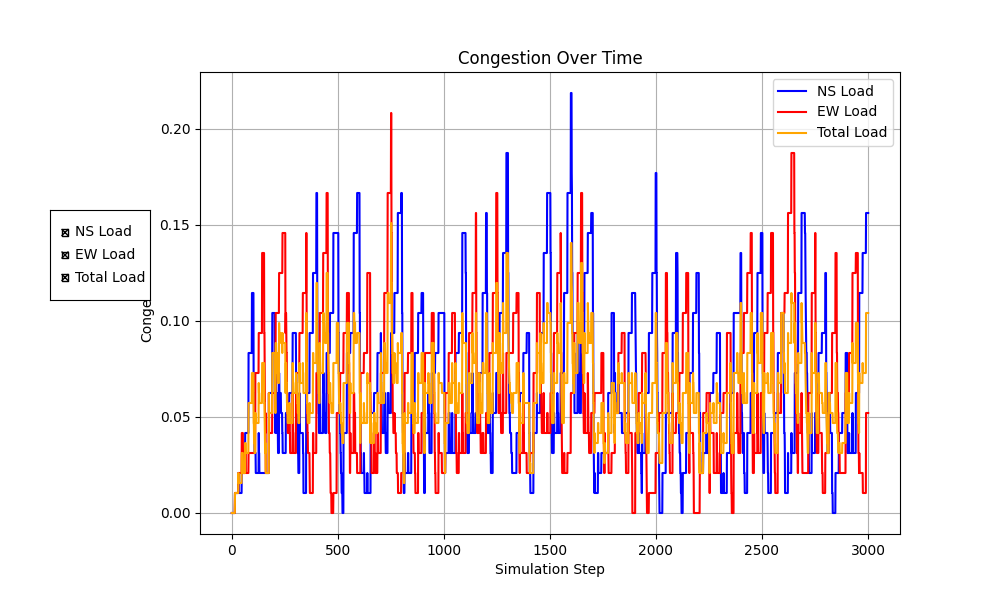 Congestion Over Time
NS Load
EW Load
Total Load
NS Load
EW Load
Total Load
0.20
0.15
0.10
0.05
0.00
0
500
1000
1500
2000
2500
3000
Simulation Step